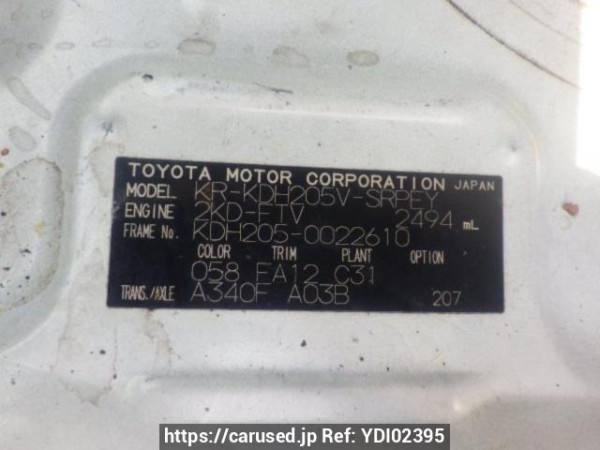 TOYOTA MOTOR CORPORATION JAPAN
MODEL KR-KDH205V-SRPEY
ENGINE 2KD-FTV 2494 mL
FRAME No. KDH205-0022610
COLOR TRIM PLANT OPTION
058 FA12 C31
TRANS./AXLE A340F A03B 207
https://carused.jp Ref: YDI02395